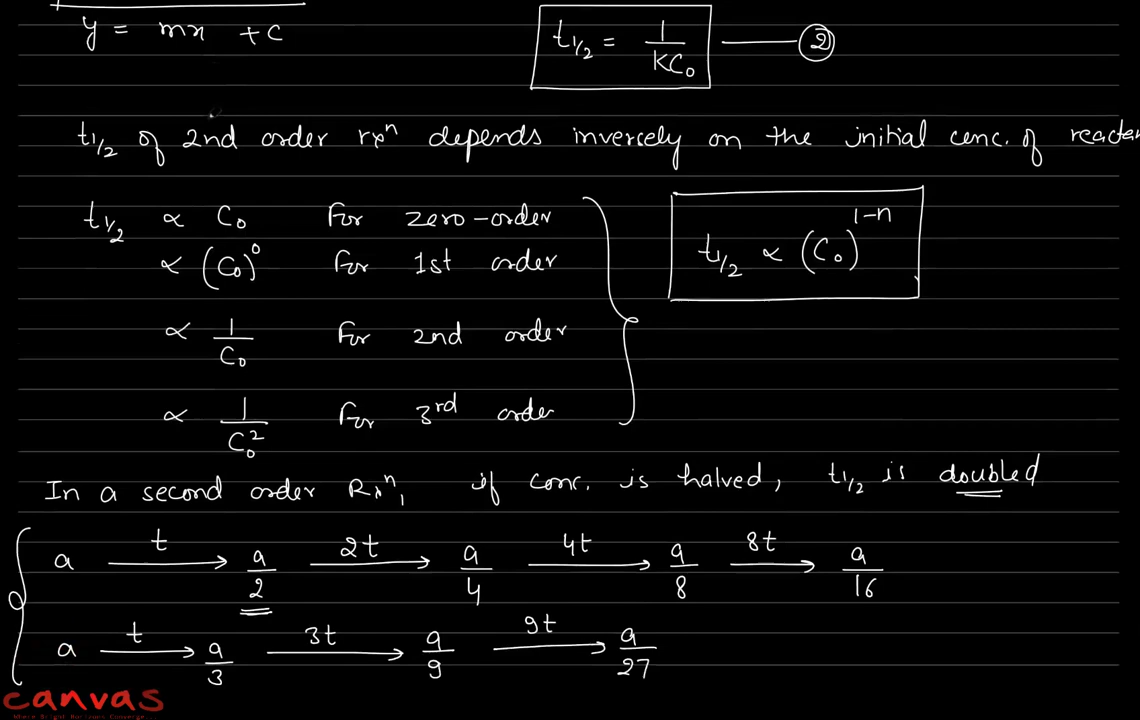 y = mx + c
t1/2 = 1/KC₀ ——— ②
t1/2 of 2nd order rxⁿ depends inversely on the initial conc. of reactan
t1/2 ∝ C₀ for zero-order
∝ (C₀)⁰ for 1st order
t1/2 ∝ (C₀)^(1-n)
∝ 1/C₀ for 2nd order
∝ 1/C₀² for 3rd order
In a second order Rxⁿ, if conc. is halved, t1/2 is doubled
a —t→ a/2 —2t→ a/4 —4t→ a/8 —8t→ a/16
a —t→ a/3 —3t→ a/9 —9t→ a/27
canvas